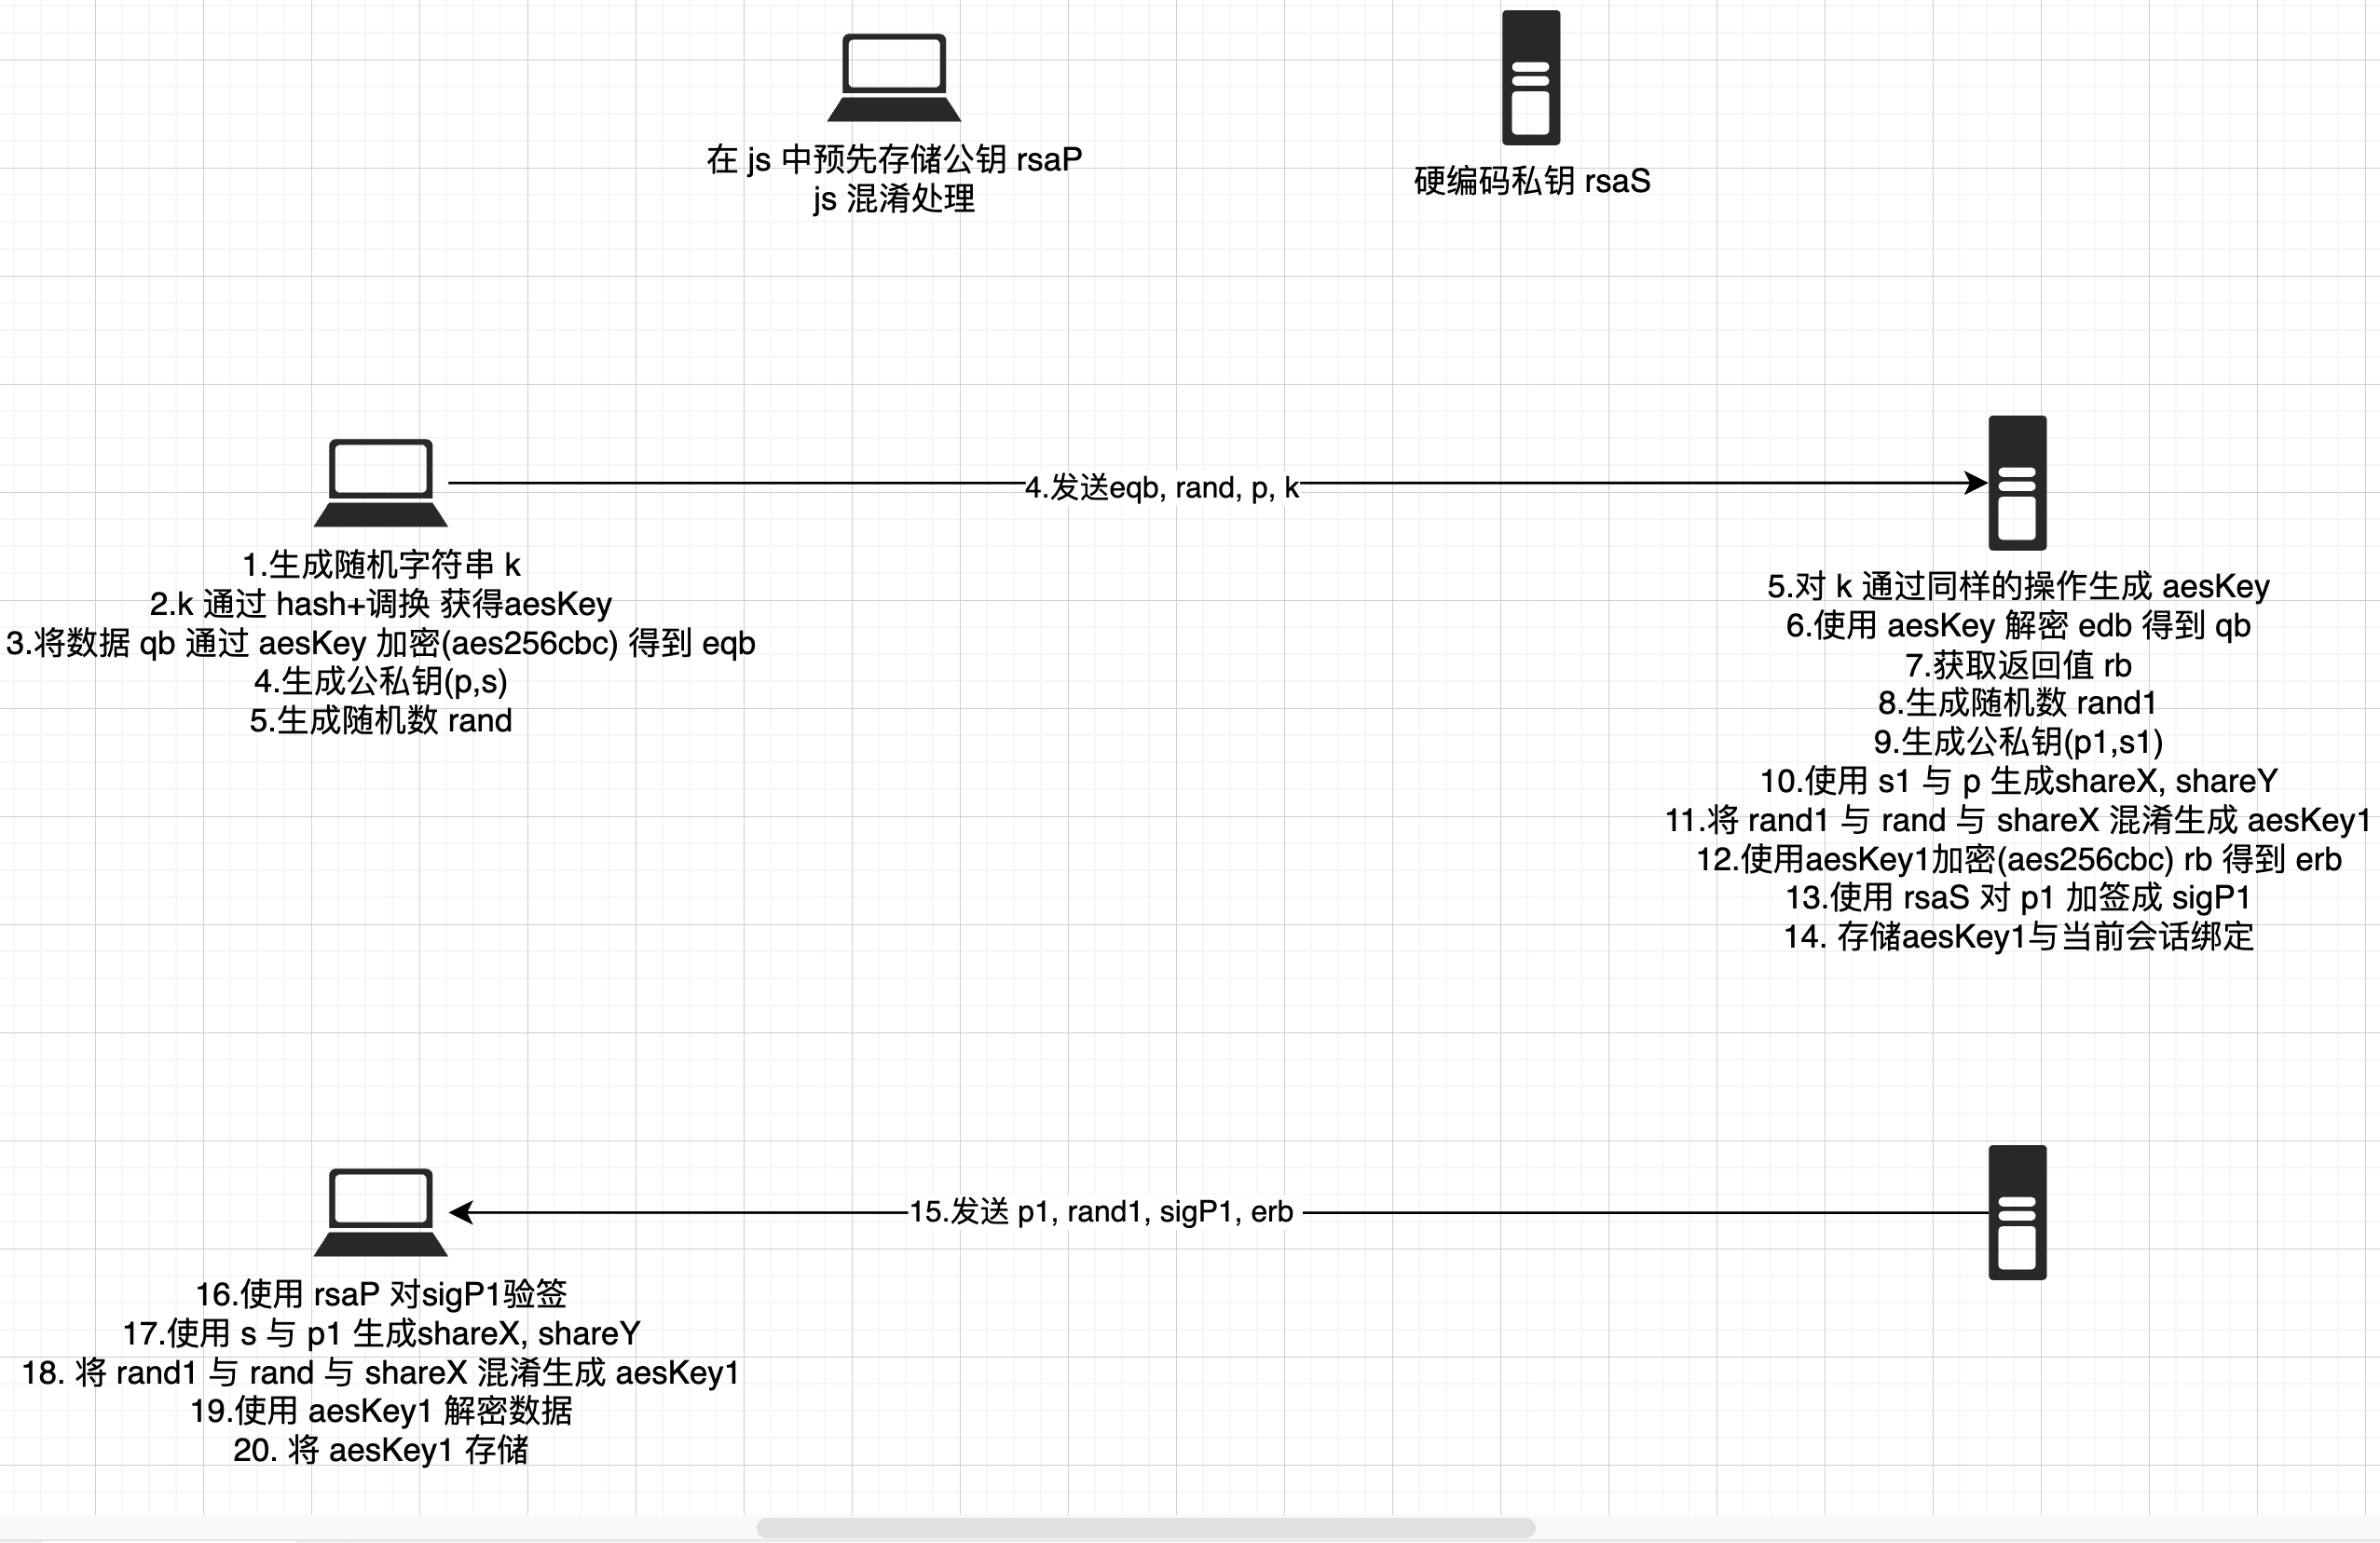 在 js 中预先存储公钥 rsaP
js 混淆处理
硬编码私钥 rsaS
4.发送eqb, rand, p, k
1.生成随机字符串 k
2.k 通过 hash+调换 获得aesKey
3.将数据 qb 通过 aesKey 加密(aes256cbc) 得到 eqb
4.生成公私钥(p,s)
5.生成随机数 rand
5.对 k 通过同样的操作生成 aesKey
6.使用 aesKey 解密 edb 得到 qb
7.获取返回值 rb
8.生成随机数 rand1
9.生成公私钥(p1,s1)
10.使用 s1 与 p 生成shareX, shareY
11.将 rand1 与 rand 与 shareX 混淆生成 aesKey1
12.使用aesKey1加密(aes256cbc) rb 得到 erb
13.使用 rsaS 对 p1 加签成 sigP1
14. 存储aesKey1与当前会话绑定
15.发送 p1, rand1, sigP1, erb
16.使用 rsaP 对sigP1验签
17.使用 s 与 p1 生成shareX, shareY
18. 将 rand1 与 rand 与 shareX 混淆生成 aesKey1
19.使用 aesKey1 解密数据
20. 将 aesKey1 存储